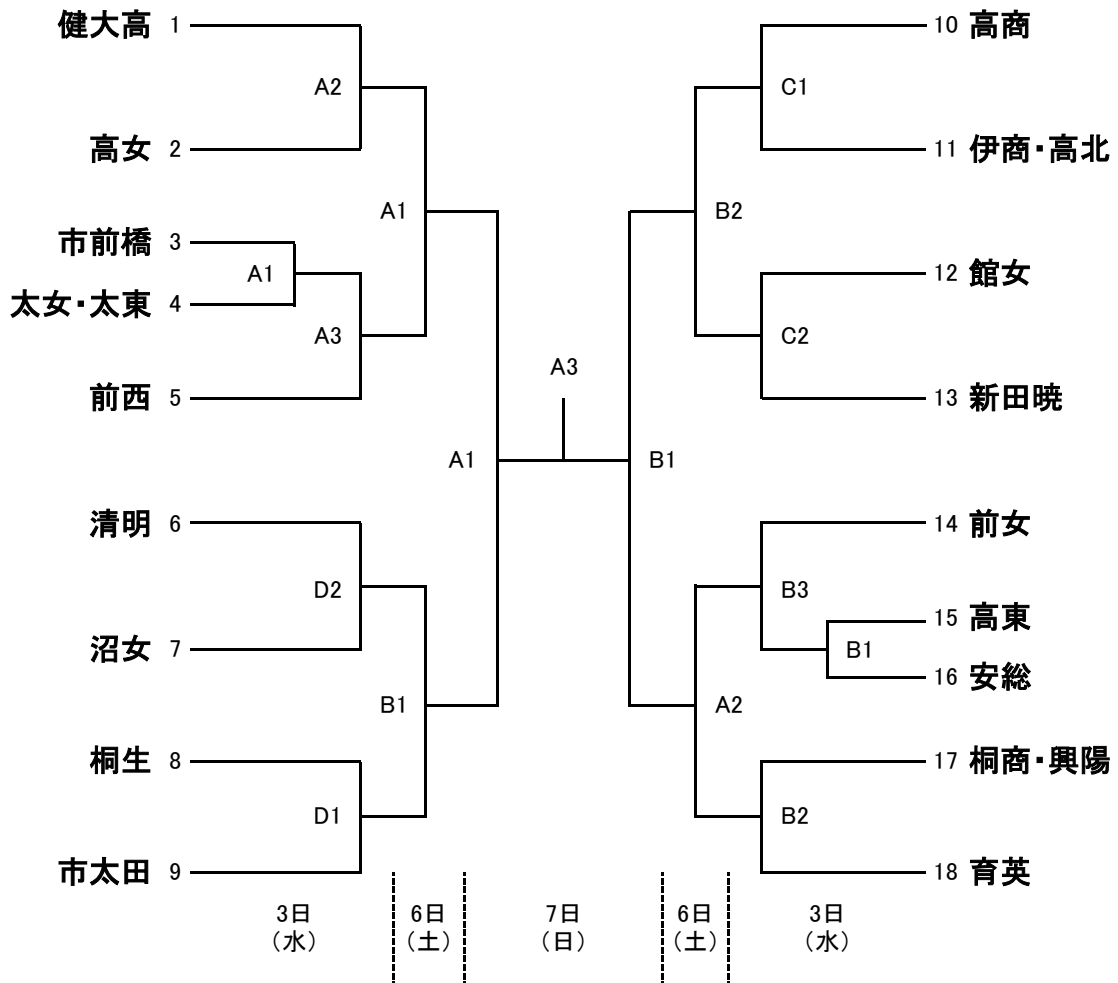 健大高 1
A2
高女 2
A1
市前橋 3
A1
太女・太東 4
A3
前西 5
A1
清明 6
D2
沼女 7
B1
桐生 8
D1
市太田 9
A3
10 高商
C1
11 伊商・高北
B2
12 館女
C2
13 新田暁
B1
14 前女
B3
15 高東
B1
16 安総
A2
17 桐商・興陽
B2
18 育英
3日 6日 7日 6日 3日
(水) (土) (日) (土) (水)